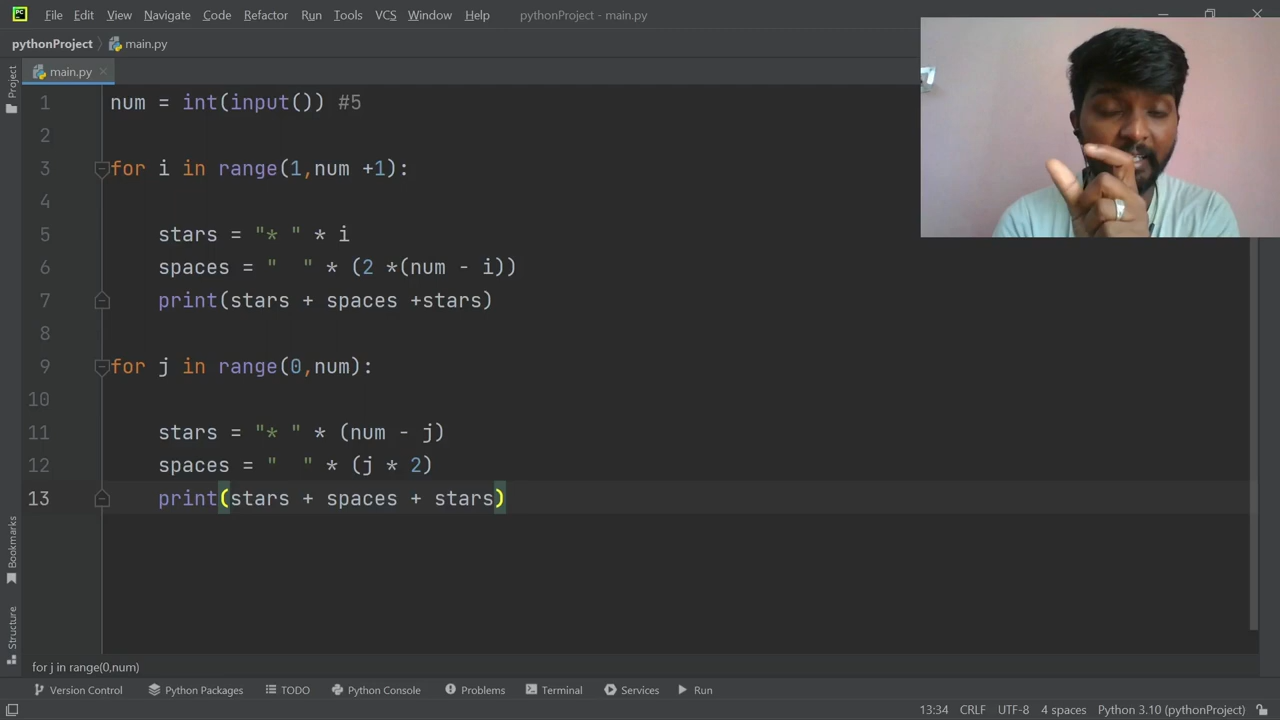 PC File Edit View Navigate Code Refactor Run Tools VCS Window Help pythonProject - main.py
pythonProject main.py
Project
main.py
1 num = int(input()) #5
2
3 for i in range(1,num +1):
4
5 stars = "* " * i
6 spaces = "  " * (2 *(num - i))
7 print(stars + spaces +stars)
8
9 for j in range(0,num):
10
11 stars = "* " * (num - j)
12 spaces = "  " * (j * 2)
13 print(stars + spaces + stars)
Bookmarks
Structure
for j in range(0,num)
Version Control Python Packages TODO Python Console Problems Terminal Services Run
13:34 CRLF UTF-8 4 spaces Python 3.10 (pythonProject)